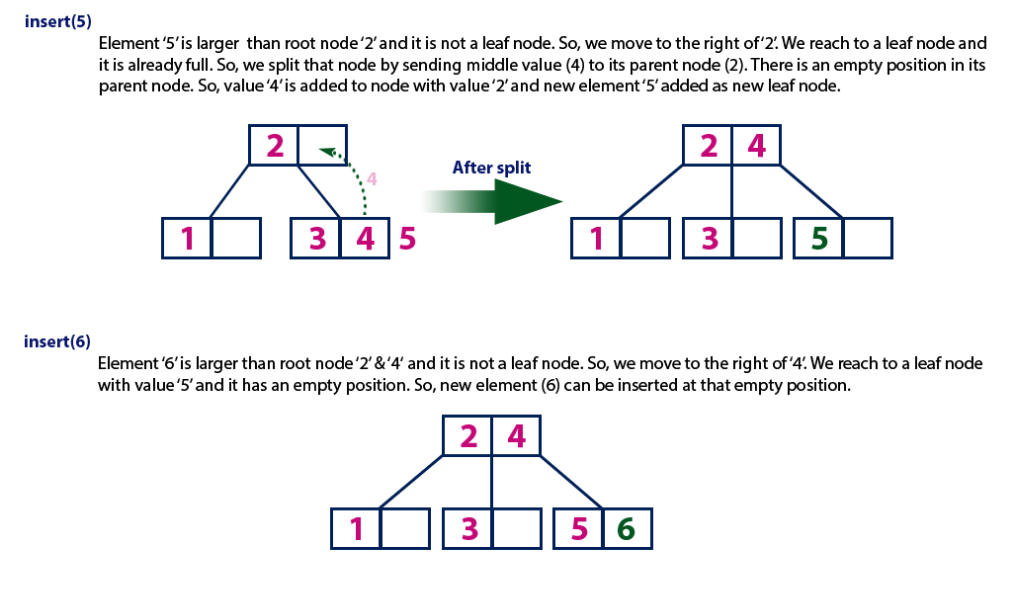 insert(5)
Element ‘5’ is larger than root node ‘2’ and it is not a leaf node. So, we move to the right of ‘2’. We reach to a leaf node and
it is already full. So, we split that node by sending middle value (4) to its parent node (2). There is an empty position in its
parent node. So, value ‘4’ is added to node with value ‘2’ and new element ‘5’ added as new leaf node.
2
2 4
After split
4
1
3 4 5
1
3
5
insert(6)
Element ‘6’ is larger than root node ‘2’ & ‘4’ and it is not a leaf node. So, we move to the right of ‘4’. We reach to a leaf node
with value ‘5’ and it has an empty position. So, new element (6) can be inserted at that empty position.
2 4
1
3
5 6